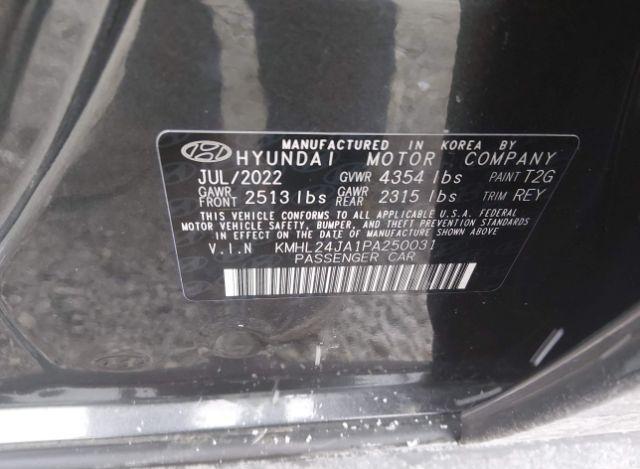 MANUFACTURED IN KOREA BY
HYUNDAI MOTOR COMPANY
JUL/2022 GVWR 4354 lbs PAINT T2G
GAWR FRONT 2513 lbs GAWR REAR 2315 lbs TRIM REY
THIS VEHICLE CONFORMS TO ALL APPLICABLE U.S.A. FEDERAL
MOTOR VEHICLE SAFETY, BUMPER, AND THEFT PREVENTION STANDARDS
IN EFFECT ON THE DATE OF MANUFACTURE SHOWN ABOVE.
V.I.N KMHL24JA1PA250031
PASSENGER CAR